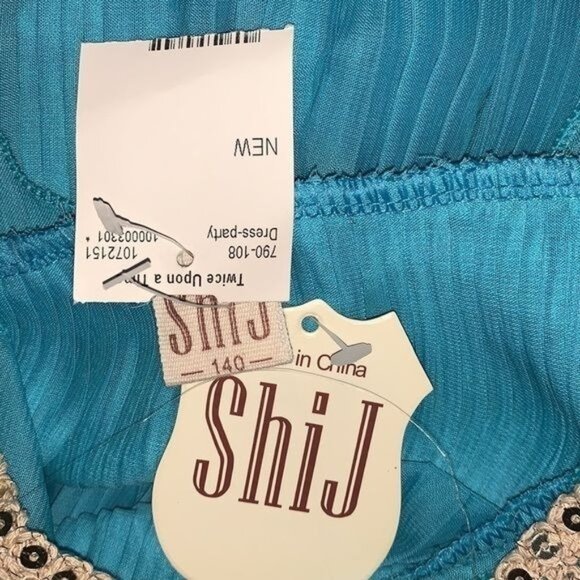 Twice Upon a Tim
1072151
100003301 *
790-108
Dress-party
NEW
ShiJ
140
in China
ShiJ